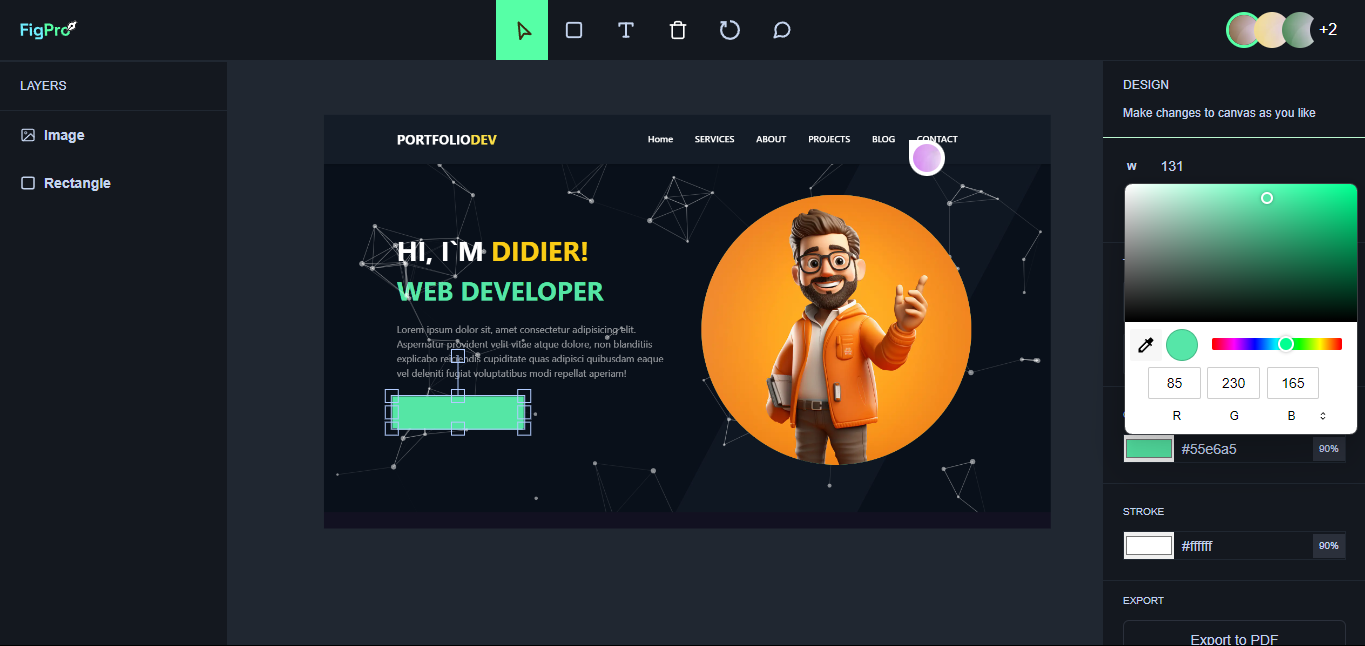 FigPro
+2
LAYERS
Image
Rectangle
PORTFOLIODEV
Home SERVICES ABOUT PROJECTS BLOG CONTACT
HI, I`M DIDIER!
WEB DEVELOPER
Lorem ipsum dolor sit, amet consectetur adipisicing elit.
Aspernatur provident velit vitae atque dolore, non blanditiis
explicabo reiciendis cupiditate quas adipisci quibusdam eaque
vel deleniti fugiat voluptatibus modi repellat aperiam!
DESIGN
Make changes to canvas as you like
W 131
85 230 165
R G B
#55e6a5 90%
STROKE
#ffffff 90%
EXPORT
Export to PDF